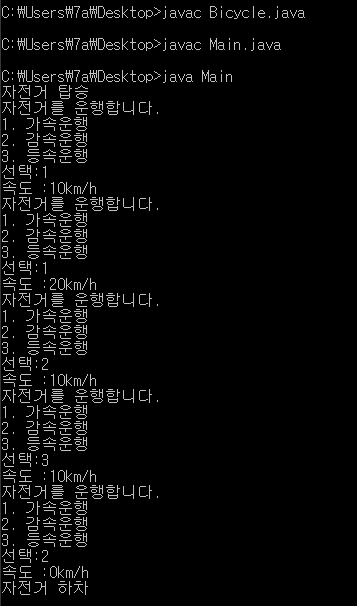 C:₩Users₩7a₩Desktop>javac Bicycle.java
C:₩Users₩7a₩Desktop>javac Main.java
C:₩Users₩7a₩Desktop>java Main
자전거 탑승
자전거를 운행합니다.
1. 가속운행
2. 감속운행
3. 등속운행
선택:1
속도 :10km/h
자전거를 운행합니다.
1. 가속운행
2. 감속운행
3. 등속운행
선택:1
속도 :20km/h
자전거를 운행합니다.
1. 가속운행
2. 감속운행
3. 등속운행
선택:2
속도 :10km/h
자전거를 운행합니다.
1. 가속운행
2. 감속운행
3. 등속운행
선택:3
속도 :10km/h
자전거를 운행합니다.
1. 가속운행
2. 감속운행
3. 등속운행
선택:2
속도 :0km/h
자전거 하차